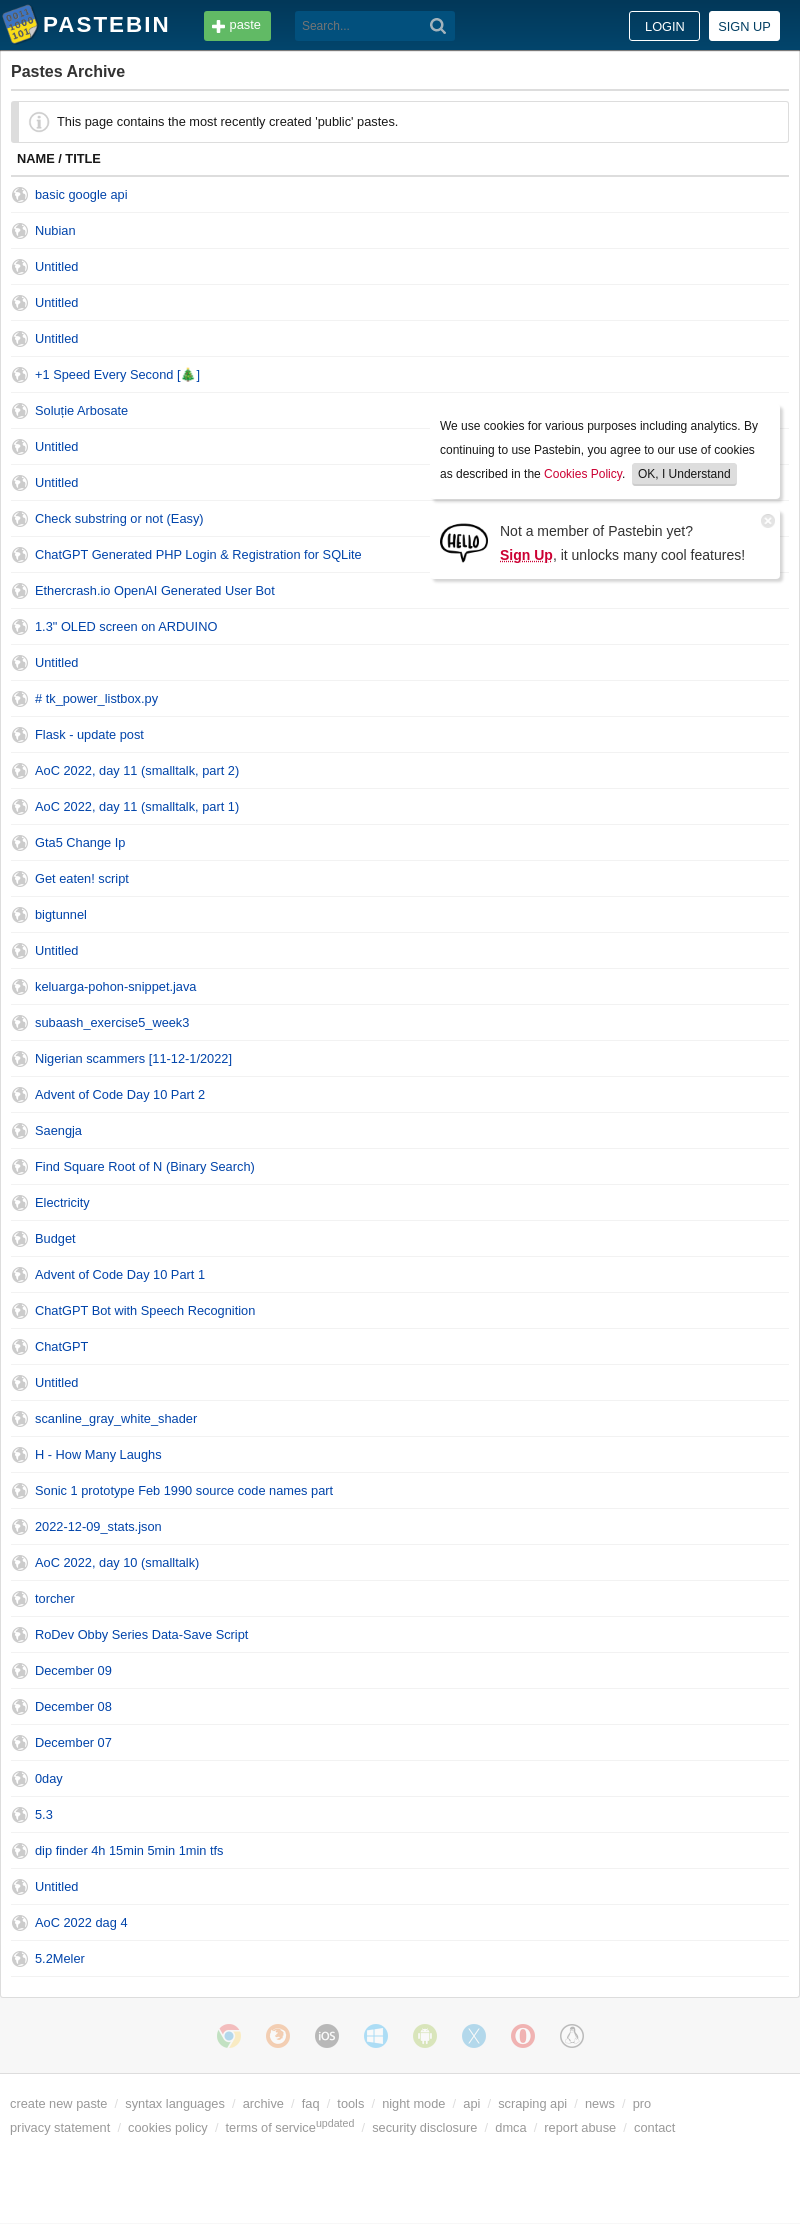 PASTEBIN paste Search... LOGIN SIGN UP
Pastes Archive
This page contains the most recently created 'public' pastes.
NAME / TITLE
basic google api
Nubian
Untitled
Untitled
Untitled
+1 Speed Every Second [🎄]
Soluție Arbosate
Untitled
Untitled
Check substring or not (Easy)
ChatGPT Generated PHP Login & Registration for SQLite
Ethercrash.io OpenAI Generated User Bot
1.3" OLED screen on ARDUINO
Untitled
# tk_power_listbox.py
Flask - update post
AoC 2022, day 11 (smalltalk, part 2)
AoC 2022, day 11 (smalltalk, part 1)
Gta5 Change Ip
Get eaten! script
bigtunnel
Untitled
keluarga-pohon-snippet.java
subaash_exercise5_week3
Nigerian scammers [11-12-1/2022]
Advent of Code Day 10 Part 2
Saengja
Find Square Root of N (Binary Search)
Electricity
Budget
Advent of Code Day 10 Part 1
ChatGPT Bot with Speech Recognition
ChatGPT
Untitled
scanline_gray_white_shader
H - How Many Laughs
Sonic 1 prototype Feb 1990 source code names part
2022-12-09_stats.json
AoC 2022, day 10 (smalltalk)
torcher
RoDev Obby Series Data-Save Script
December 09
December 08
December 07
0day
5.3
dip finder 4h 15min 5min 1min tfs
Untitled
AoC 2022 dag 4
5.2Meler
We use cookies for various purposes including analytics. By
continuing to use Pastebin, you agree to our use of cookies
as described in the Cookies Policy. OK, I Understand
HELLO
Not a member of Pastebin yet?
Sign Up, it unlocks many cool features!
iOS
create new paste / syntax languages / archive / faq / tools / night mode / api / scraping api / news / pro
privacy statement / cookies policy / terms of service updated / security disclosure / dmca / report abuse / contact